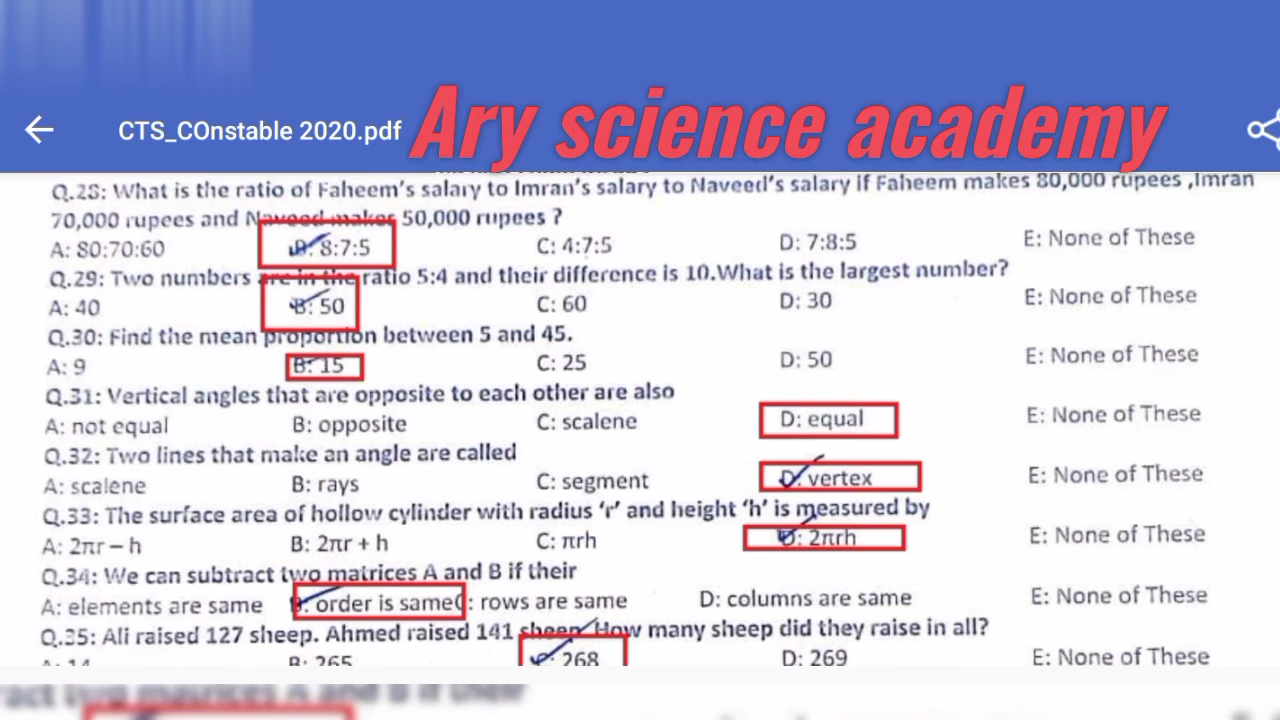 CTS_COnstable 2020.pdf Ary science academy
Q.28: What is the ratio of Faheem's salary to Imran's salary to Naveed's salary if Faheem makes 80,000 rupees ,Imran
70,000 rupees and Naveed makes 50,000 rupees ?
A: 80:70:60 B: 8:7:5 C: 4:7:5 D: 7:8:5 E: None of These
Q.29: Two numbers are in the ratio 5:4 and their difference is 10.What is the largest number?
A: 40 B: 50 C: 60 D: 30 E: None of These
Q.30: Find the mean proportion between 5 and 45.
A: 9 B: 15 C: 25 D: 50 E: None of These
Q.31: Vertical angles that are opposite to each other are also
A: not equal B: opposite C: scalene D: equal E: None of These
Q.32: Two lines that make an angle are called
A: scalene B: rays C: segment D: vertex E: None of These
Q.33: The surface area of hollow cylinder with radius 'r' and height 'h' is measured by
A: 2πr – h B: 2πr + h C: πrh D: 2πrh E: None of These
Q.34: We can subtract two matrices A and B if their
A: elements are same B: order is same C: rows are same D: columns are same E: None of These
Q.35: Ali raised 127 sheep. Ahmed raised 141 sheep. How many sheep did they raise in all?
A: 14 B: 265 C: 268 D: 269 E: None of These
ract two matrices A and B if their